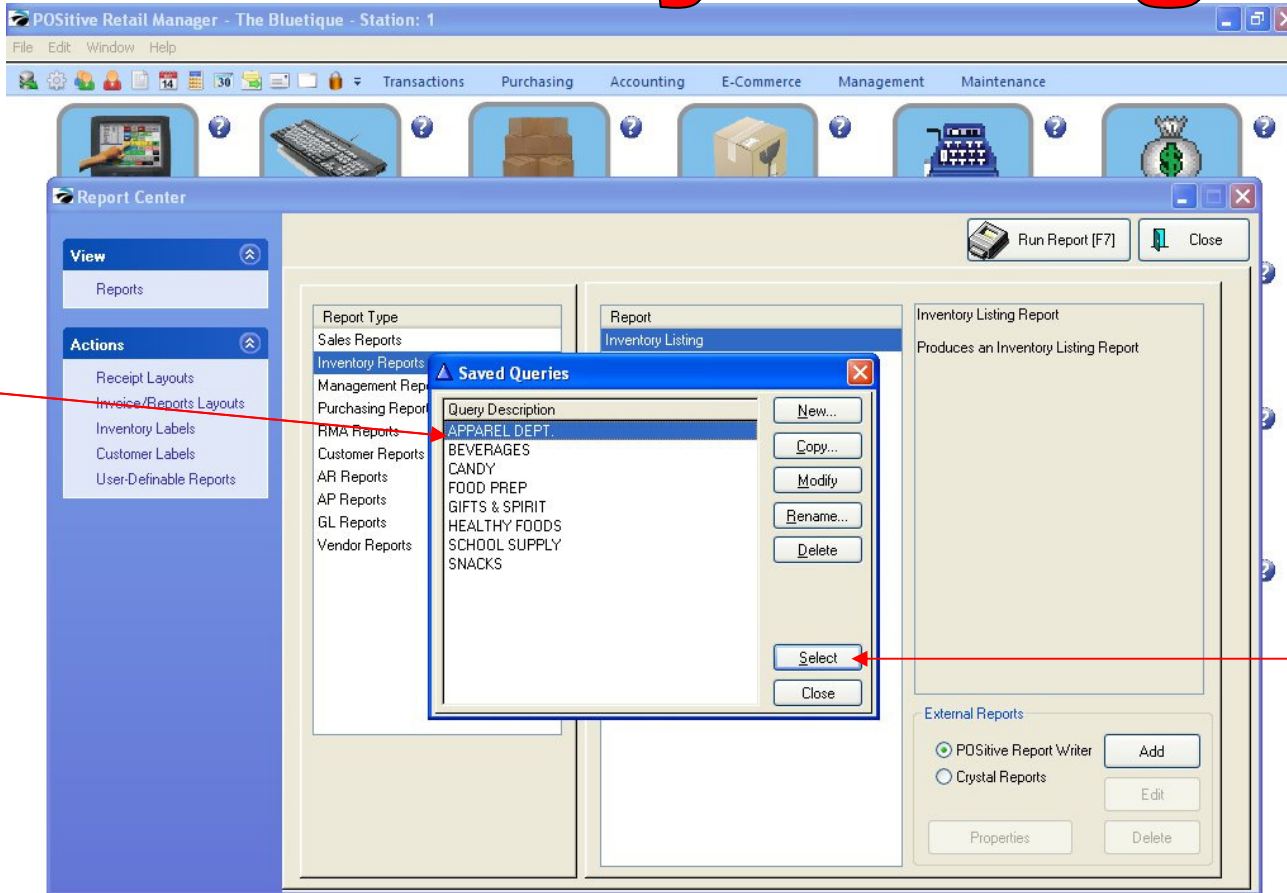 POSitive Retail Manager - The Bluetique - Station: 1
File Edit Window Help
14 30 Transactions Purchasing Accounting E-Commerce Management Maintenance
Report Center
Run Report [F7] Close
View
Reports
Actions
Receipt Layouts
Invoice/Reports Layouts
Inventory Labels
Customer Labels
User-Definable Reports
Report Type
Sales Reports
Inventory Reports
Management Rep
Purchasing Report
RMA Reports
Customer Reports
AR Reports
AP Reports
GL Reports
Vendor Reports
Report
Inventory Listing
Saved Queries
Query Description
APPAREL DEPT.
BEVERAGES
CANDY
FOOD PREP
GIFTS & SPIRIT
HEALTHY FOODS
SCHOOL SUPPLY
SNACKS
New...
Copy...
Modify
Rename...
Delete
Select
Close
Inventory Listing Report
Produces an Inventory Listing Report
External Reports
POSitive Report Writer
Crystal Reports
Add
Edit
Properties
Delete